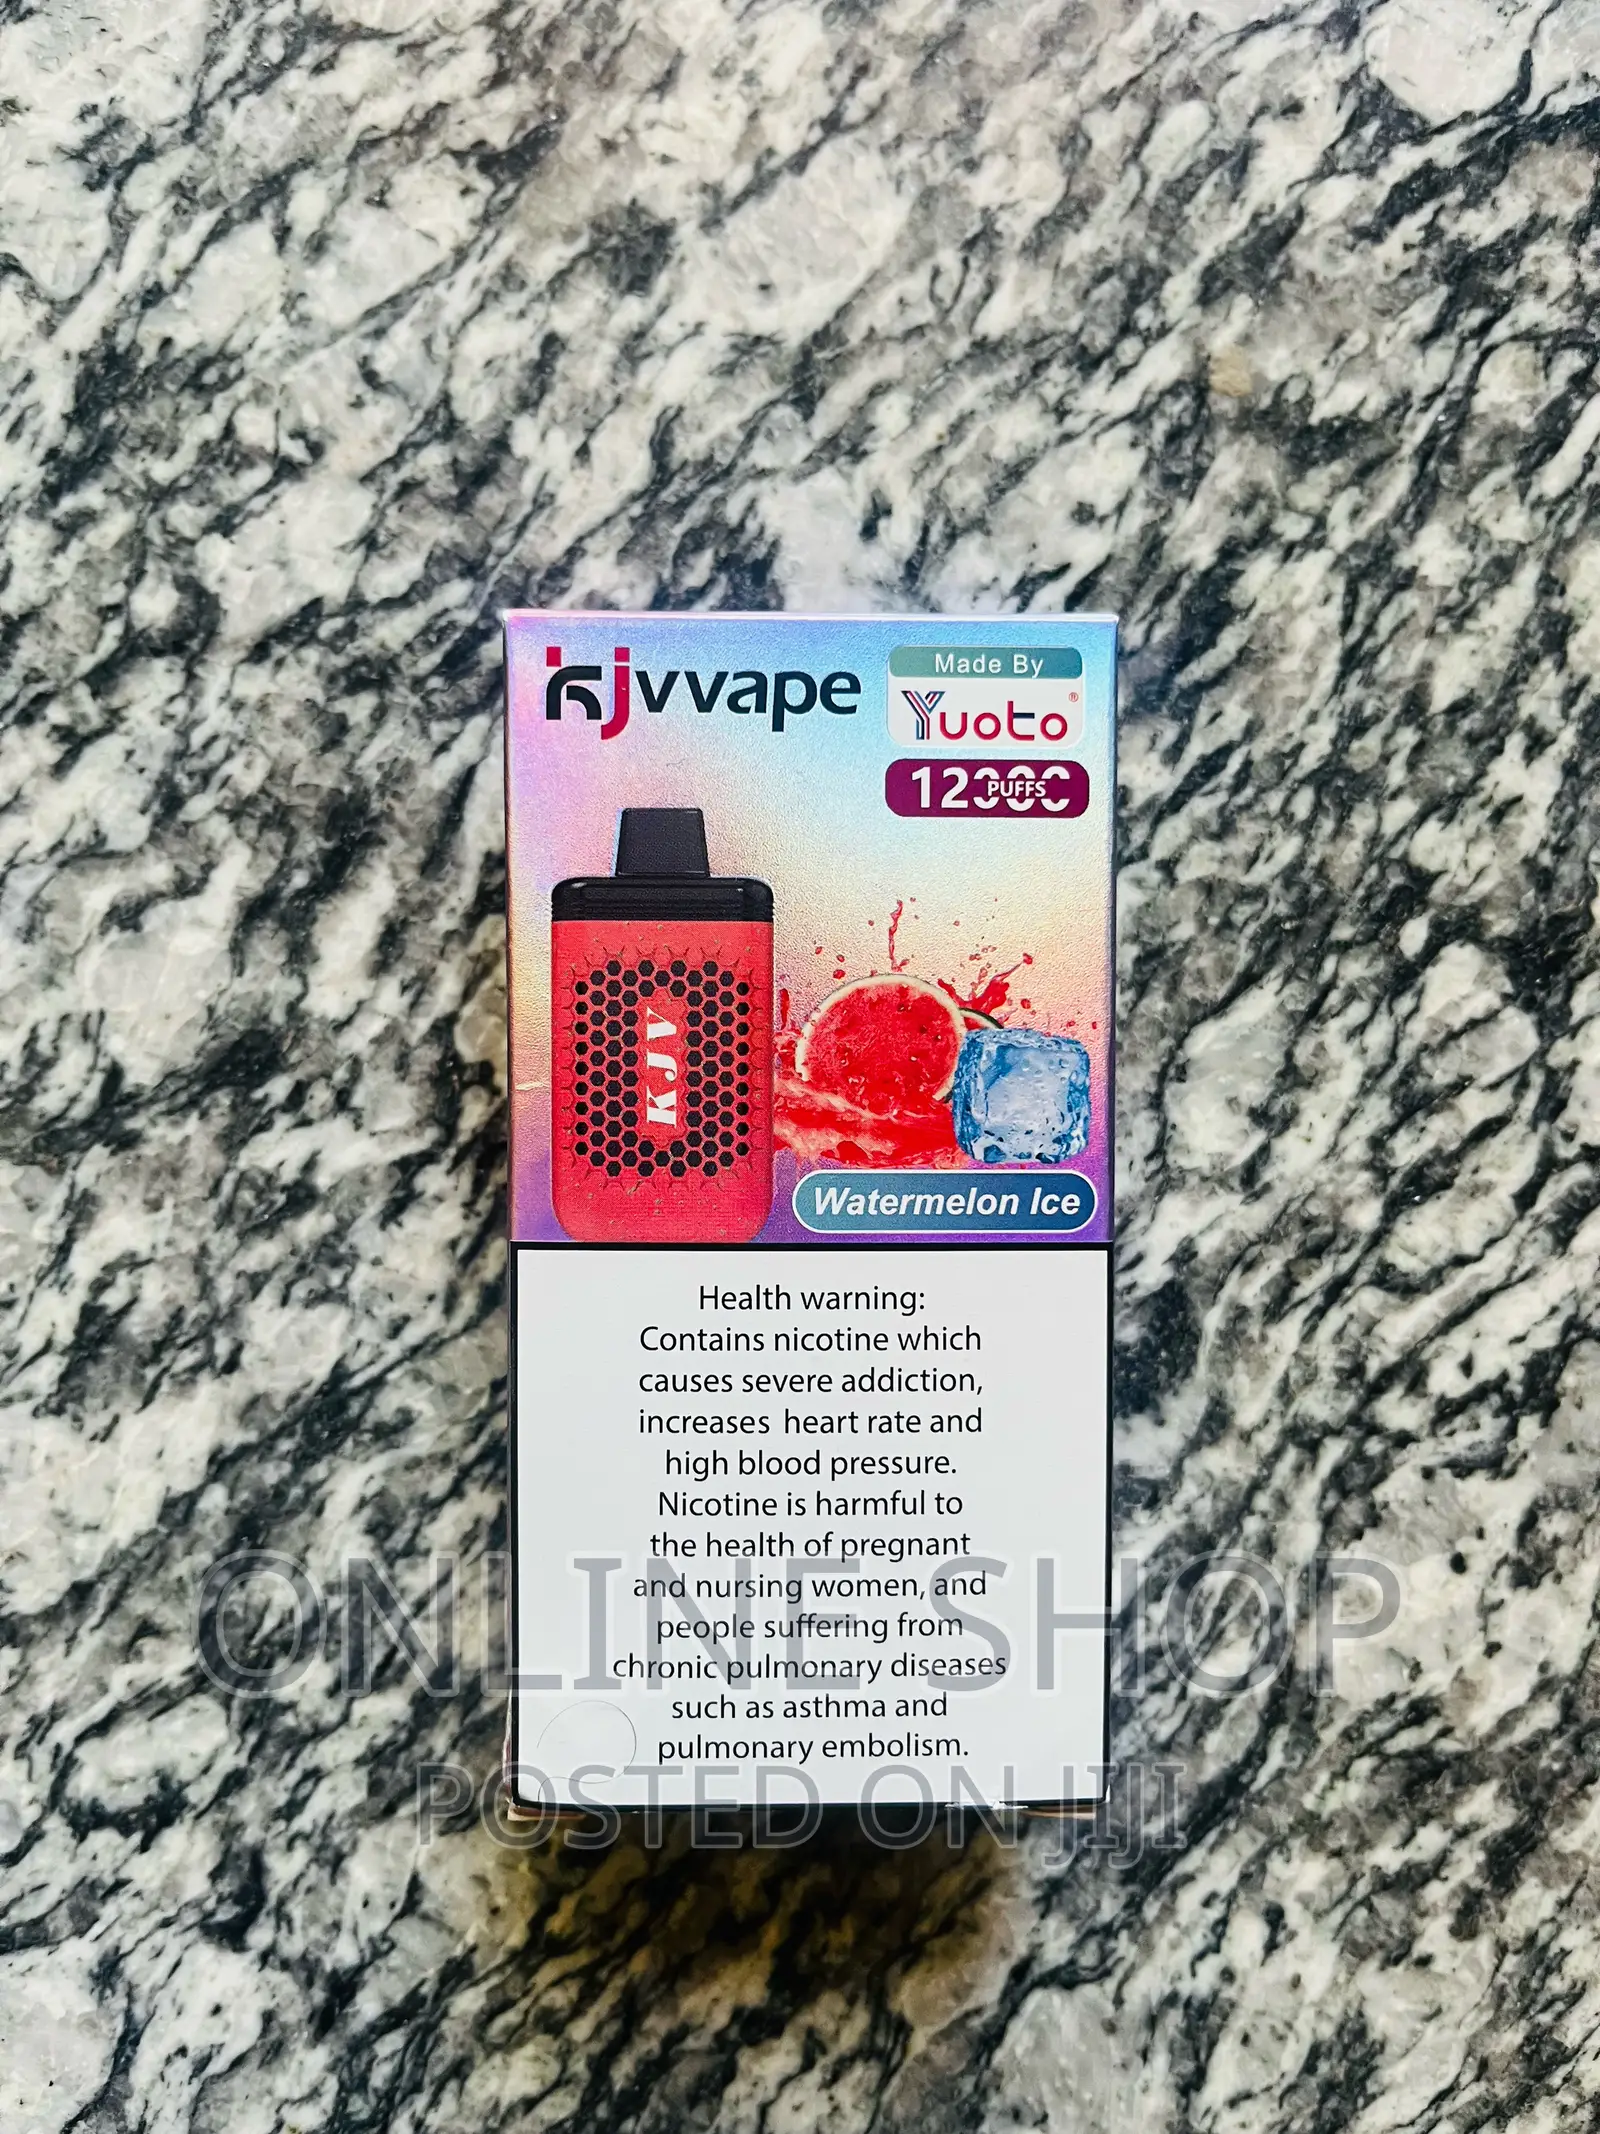 kjvvape
Made By
Yuoto®
12000
PUFFS
KJV
Watermelon Ice
Health warning:
Contains nicotine which
causes severe addiction,
increases heart rate and
high blood pressure.
Nicotine is harmful to
the health of pregnant
and nursing women, and
people suffering from
chronic pulmonary diseases
such as asthma and
pulmonary embolism.
ONLINE SHOP
POSTED ON JIJI